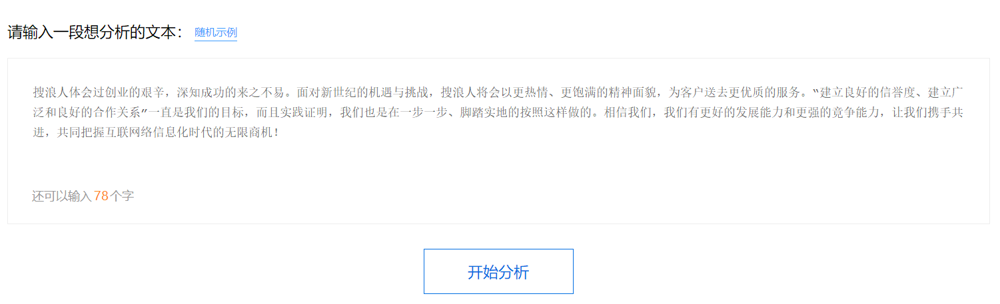 请输入一段想分析的文本： 随机示例
搜浪人体会过创业的艰辛，深知成功的来之不易。面对新世纪的机遇与挑战，搜浪人将会以更热情、更饱满的精神面貌，为客户送去更优质的服务。“建立良好的信誉度、建立广
泛和良好的合作关系”一直是我们的目标，而且实践证明，我们也是在一步一步、脚踏实地的按照这样做的。相信我们，我们有更好的发展能力和更强的竟争能力，让我们携手共
进，共同把握互联网络信息化时代的无限商机！
还可以输入78个字
开始分析